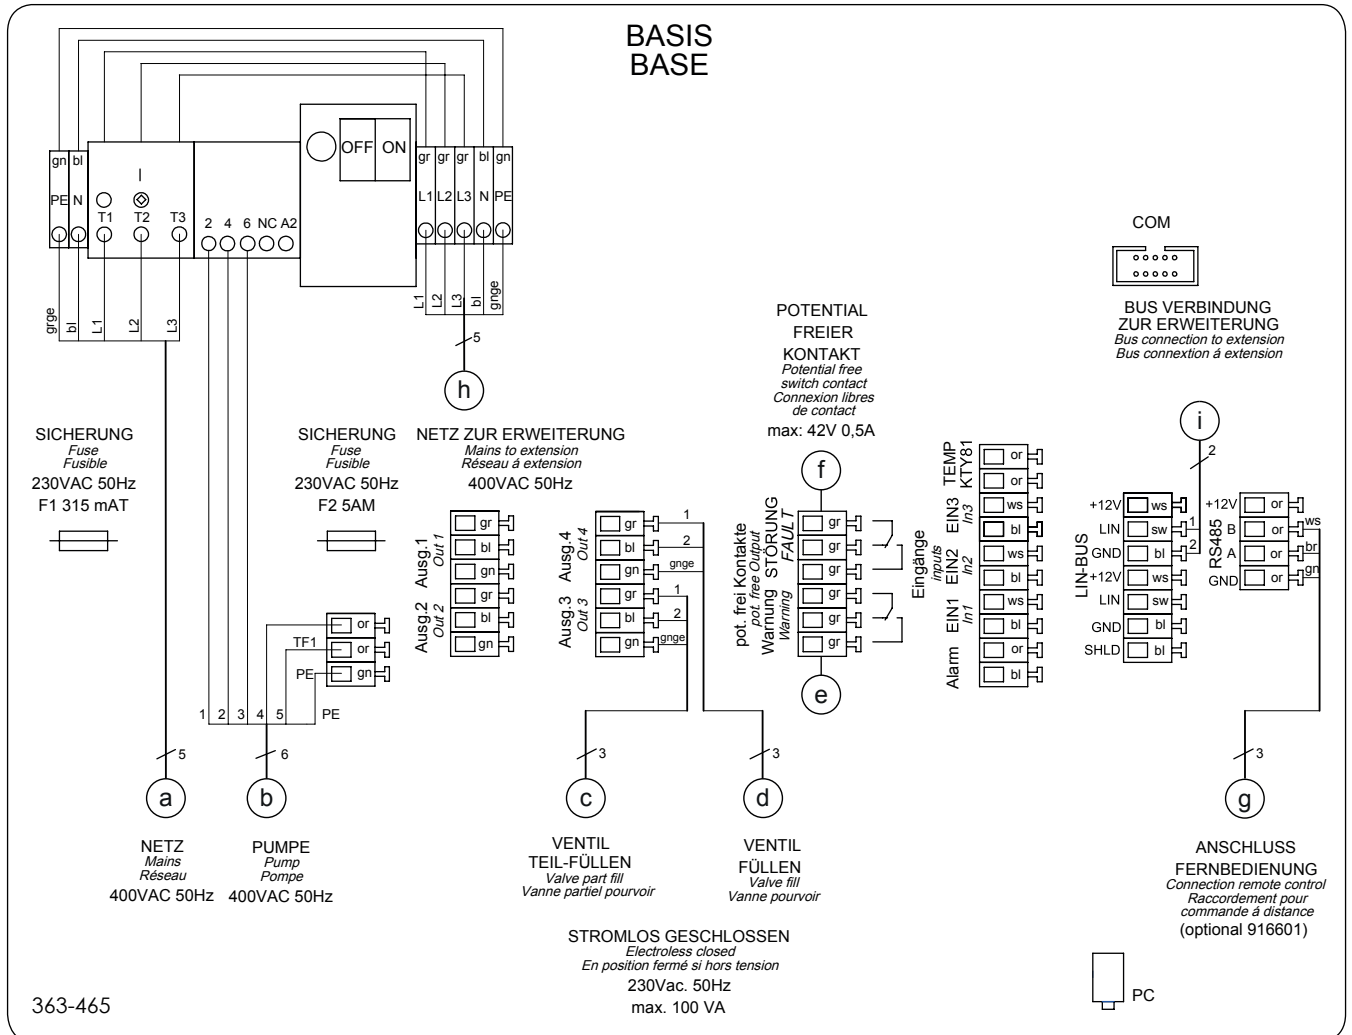 BASIS
BASE
OFF ON
gn bl
PE N
I
T1 T2 T3
2 4 6 NC A2
gr gr gr bl gn
L1 L2 L3 N PE
grge bl L1 L2 L3
L1 L2 L3 bl gnge
5
h
COM
BUS VERBINDUNG
ZUR ERWEITERUNG
Bus connection to extension
Bus connextion á extension
POTENTIAL
FREIER
KONTAKT
Potential free
switch contact
Connexion libres
de contact
max: 42V 0,5A
SICHERUNG
Fuse
Fusible
230VAC 50Hz
F1 315 mAT
SICHERUNG
Fuse
Fusible
230VAC 50Hz
F2 5AM
NETZ ZUR ERWEITERUNG
Mains to extension
Réseau á extension
400VAC 50Hz
Ausg.1
Out 1
gr
bl
gn
Ausg.2
Out 2
gr
bl
gn
Ausg.4
Out 4
gr 1
bl 2
gn gnge
Ausg.3
Out 3
gr 1
bl 2
gn gnge
f
pot. frei Kontakte
pot. free Output
STÖRUNG
FAULT
gr
gr
gr
Warnung
Warning
gr
gr
gr
e
Eingänge
inputs
TEMP
KTY81
or
or
EIN3
In3
ws
bl
EIN2
In2
ws
bl
EIN1
In1
ws
bl
Alarm
or
bl
i
2
LIN-BUS
+12V ws
LIN sw 1
GND bl 2
+12V ws
LIN sw
GND bl
SHLD bl
RS485
+12V or
B or ws
A or br
GND or gn
or
TF1 or
PE gn
1 2 3 4 5 PE
5
a
NETZ
Mains
Réseau
400VAC 50Hz
6
b
PUMPE
Pump
Pompe
400VAC 50Hz
3
c
VENTIL
TEIL-FÜLLEN
Valve part fill
Vanne partiel pourvoir
3
d
VENTIL
FÜLLEN
Valve fill
Vanne pourvoir
3
g
ANSCHLUSS
FERNBEDIENUNG
Connection remote control
Raccordement pour
commande á distance
(optional 916601)
STROMLOS GESCHLOSSEN
Electroless closed
En position fermé si hors tension
230Vac. 50Hz
max. 100 VA
PC
363-465